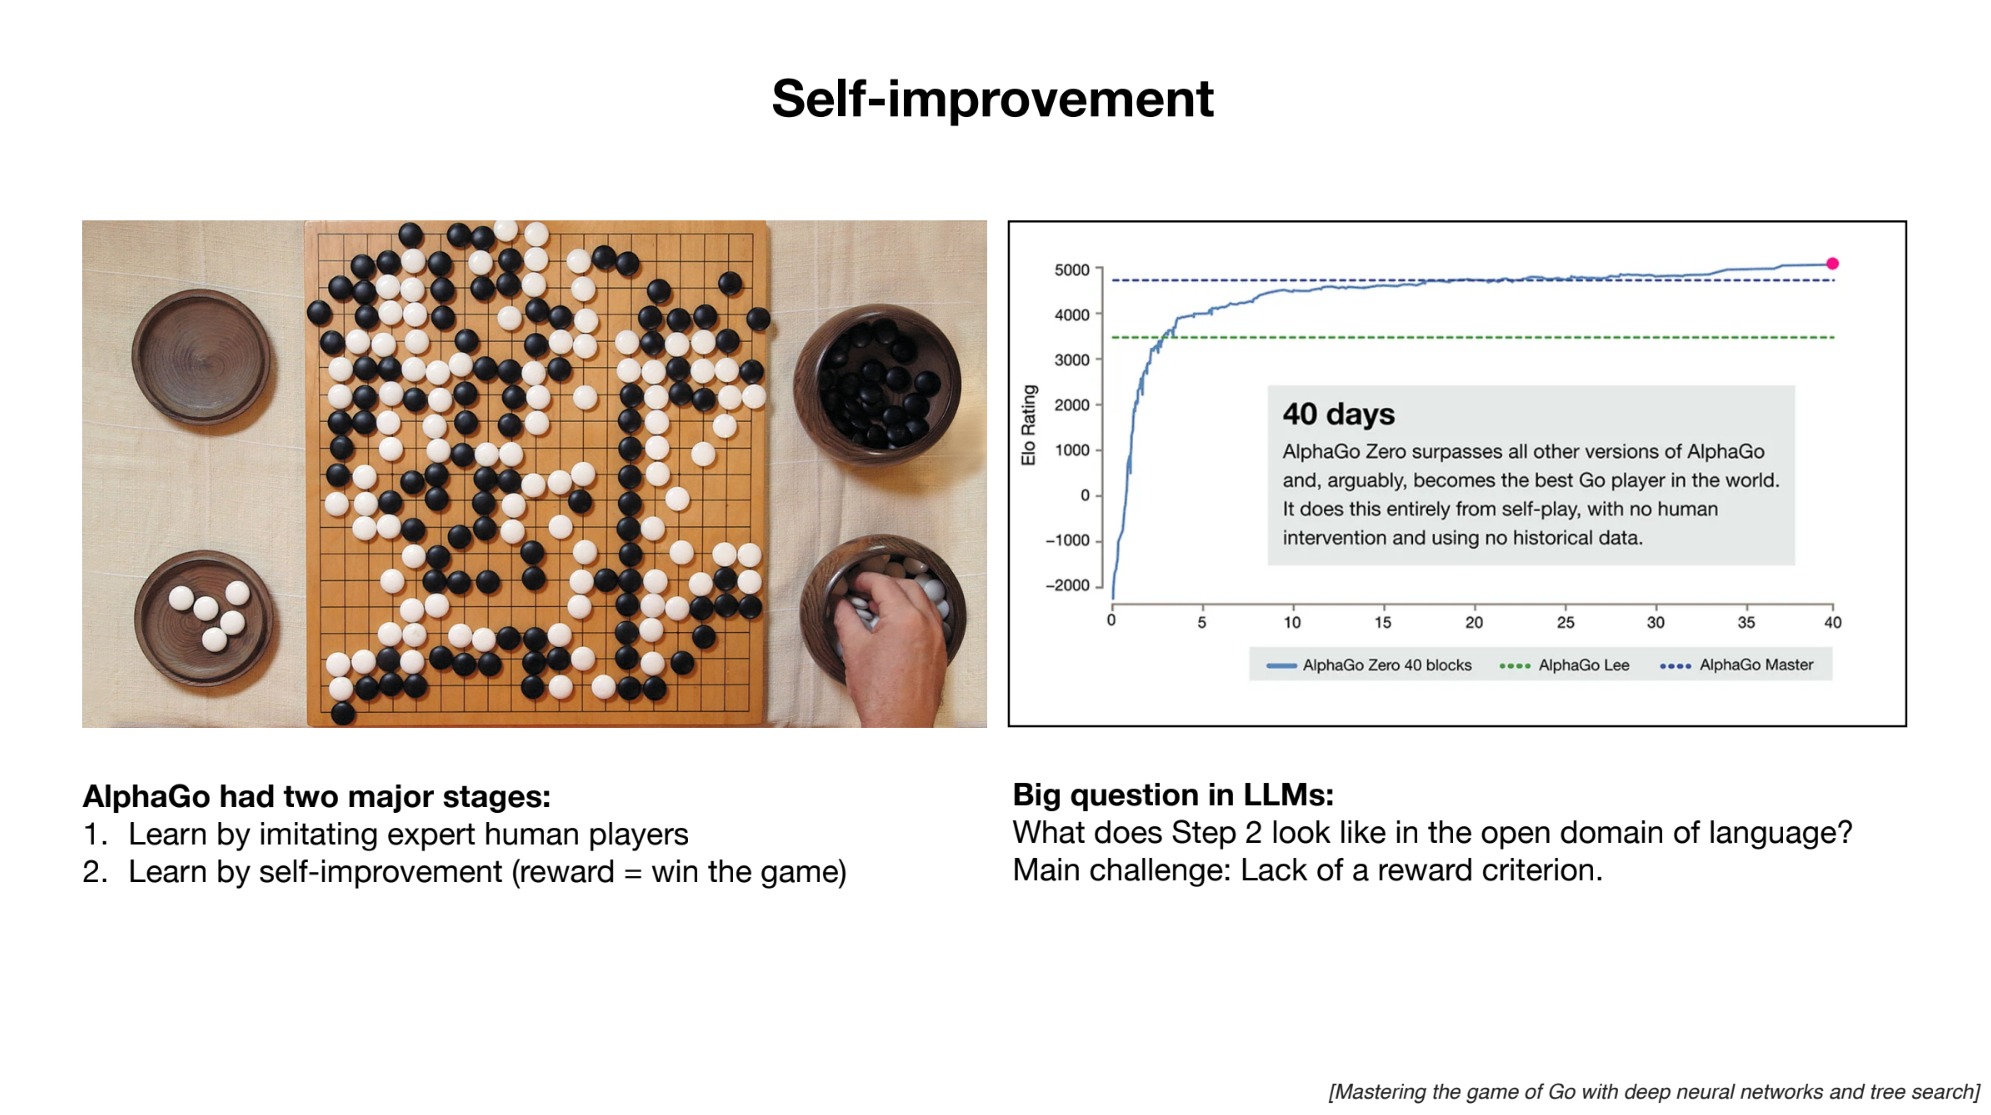 Self-improvement
5000
4000
3000
2000
1000
0
−1000
−2000
Elo Rating
40 days
AlphaGo Zero surpasses all other versions of AlphaGo
and, arguably, becomes the best Go player in the world.
It does this entirely from self-play, with no human
intervention and using no historical data.
0 5 10 15 20 25 30 35 40
AlphaGo Zero 40 blocks AlphaGo Lee AlphaGo Master
AlphaGo had two major stages:
1. Learn by imitating expert human players
2. Learn by self-improvement (reward = win the game)
Big question in LLMs:
What does Step 2 look like in the open domain of language?
Main challenge: Lack of a reward criterion.
[Mastering the game of Go with deep neural networks and tree search]